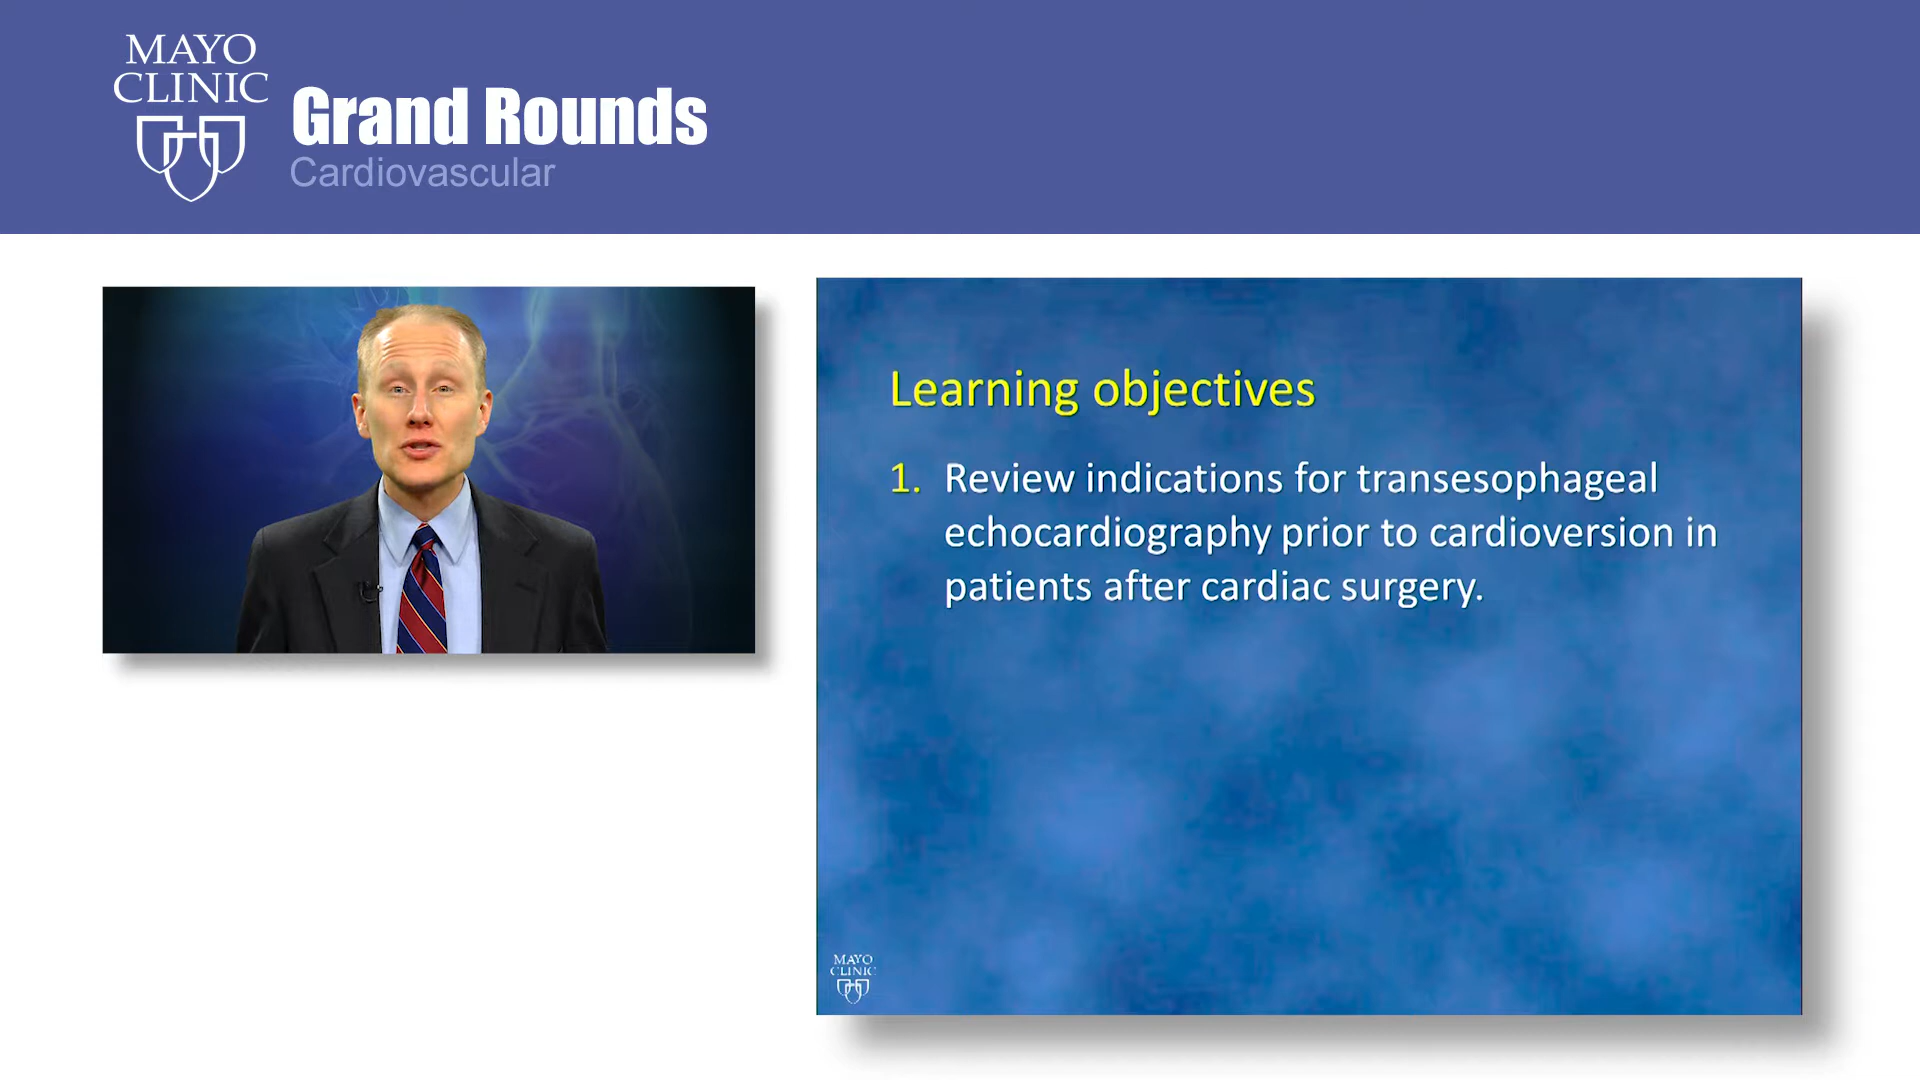 MAYO
CLINIC
Grand Rounds
Cardiovascular
Learning objectives
1. Review indications for transesophageal
echocardiography prior to cardioversion in
patients after cardiac surgery.
MAYO
CLINIC